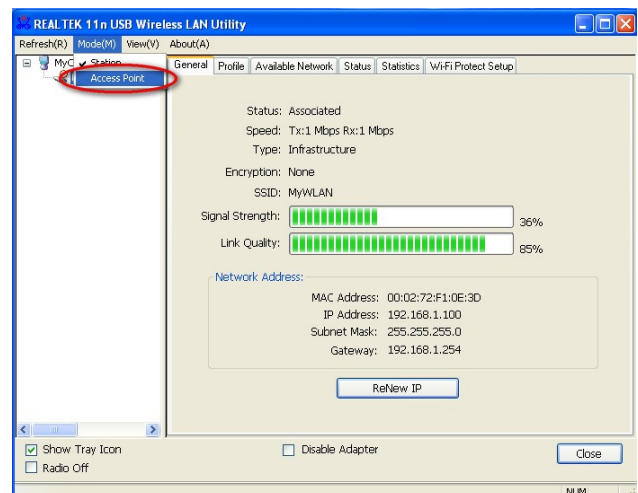 REALTEK 11n USB Wireless LAN Utility
Refresh(R) Mode(M) View(V) About(A)
Station
Access Point
General Profile Available Network Status Statistics Wi-Fi Protect Setup
Status: Associated
Speed: Tx:1 Mbps Rx:1 Mbps
Type: Infrastructure
Encryption: None
SSID: MyWLAN
Signal Strength: 36%
Link Quality: 85%
Network Address:
MAC Address: 00:02:72:F1:0E:3D
IP Address: 192.168.1.100
Subnet Mask: 255.255.255.0
Gateway: 192.168.1.254
ReNew IP
Show Tray Icon
Radio Off
Disable Adapter
Close
NUM